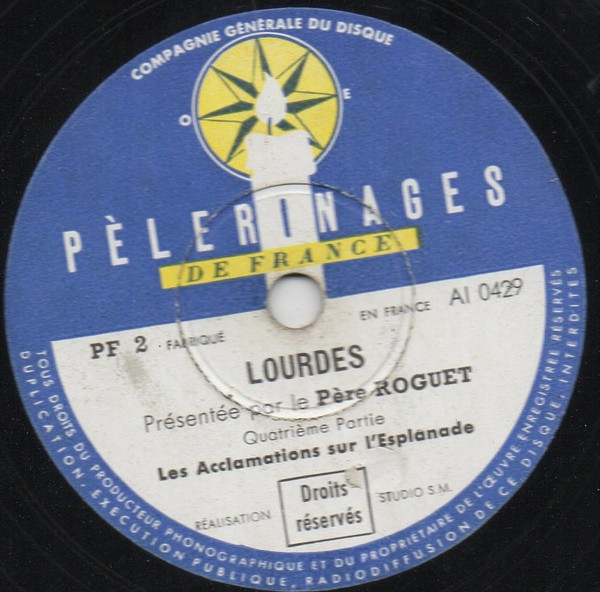 COMPAGNIE GÉNÉRALE DU DISQUE
O
E
PÈLERINAGES
DE FRANCE
PF 2 · FABRIQUÉ
EN FRANCE AI 0429
LOURDES
Présentée par le Père ROGUET
Quatrième Partie
Les Acclamations sur l'Esplanade
RÉALISATION
Droits
réservés
STUDIO S.M.
TOUS DROITS DU PRODUCTEUR PHONOGRAPHIQUE ET DU PROPRIÉTAIRE DE L'ŒUVRE ENREGISTRÉE RÉSERVÉS
DUPLICATION, EXÉCUTION PUBLIQUE, RADIODIFFUSION DE CE DISQUE, INTERDITES